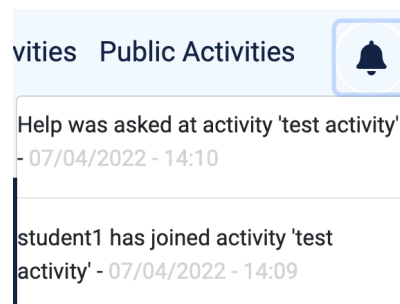 vities Public Activities
Help was asked at activity 'test activity'
- 07/04/2022 - 14:10
student1 has joined activity 'test
activity' - 07/04/2022 - 14:09